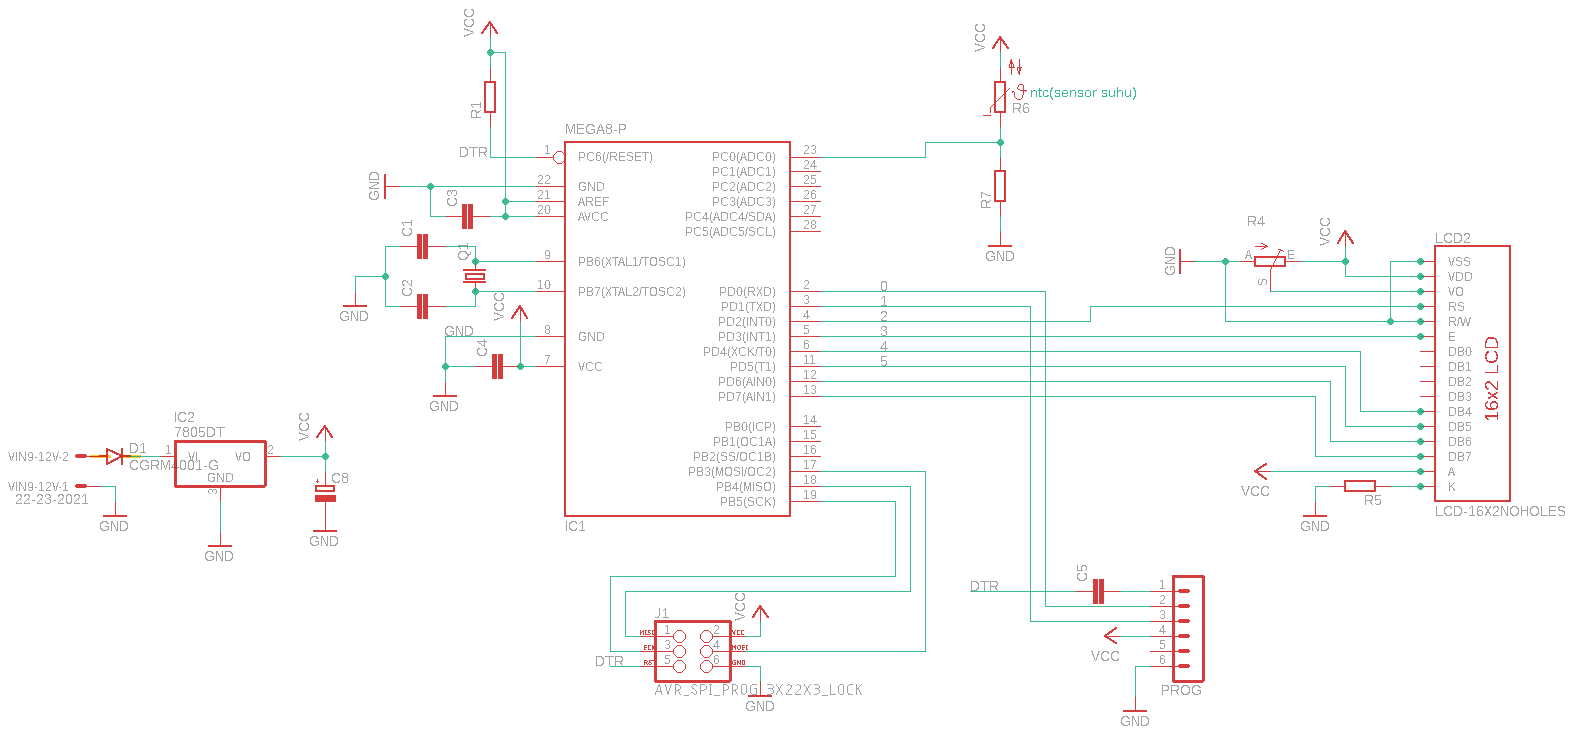 VCC
R1
DTR
MEGA8-P
1
PC6(/RESET)
22
GND
21
AREF
20
AVCC
9
PB6(XTAL1/TOSC1)
10
PB7(XTAL2/TOSC2)
8
GND
7
VCC
PC0(ADC0)
23
PC1(ADC1)
24
PC2(ADC2)
25
PC3(ADC3)
26
PC4(ADC4/SDA)
27
PC5(ADC5/SCL)
28
PD0(RXD)
2
0
PD1(TXD)
3
1
PD2(INT0)
4
2
PD3(INT1)
5
3
PD4(XCK/T0)
6
4
PD5(T1)
11
5
PD6(AIN0)
12
PD7(AIN1)
13
PB0(ICP)
14
PB1(OC1A)
15
PB2(SS/OC1B)
16
PB3(MOSI/OC2)
17
PB4(MISO)
18
PB5(SCK)
19
IC1
GND
C3
C1
C2
Q1
GND
VCC
GND
C4
GND
VCC
ntc(sensor suhu)
R6
R7
GND
R4
GND
A
E
S
VCC
LCD2
VSS
VDD
VO
RS
R/W
E
DB0
DB1
DB2
DB3
DB4
DB5
DB6
DB7
A
K
16x2 LCD
LCD-16X2NOHOLES
VCC
R5
GND
IC2
7805DT
VIN9-12V-2
D1
CGRM4001-G
1
VI
VO
2
GND
3
VIN9-12V-1
22-23-2021
GND
GND
VCC
C8
GND
J1
VCC
MISO
1
2
VCC
SCK
3
4
MOSI
DTR
RST
5
6
GND
AVR_SPI_PROG_3X22X3_LOCK
GND
DTR
C5
1
2
3
4
5
6
VCC
PROG
GND